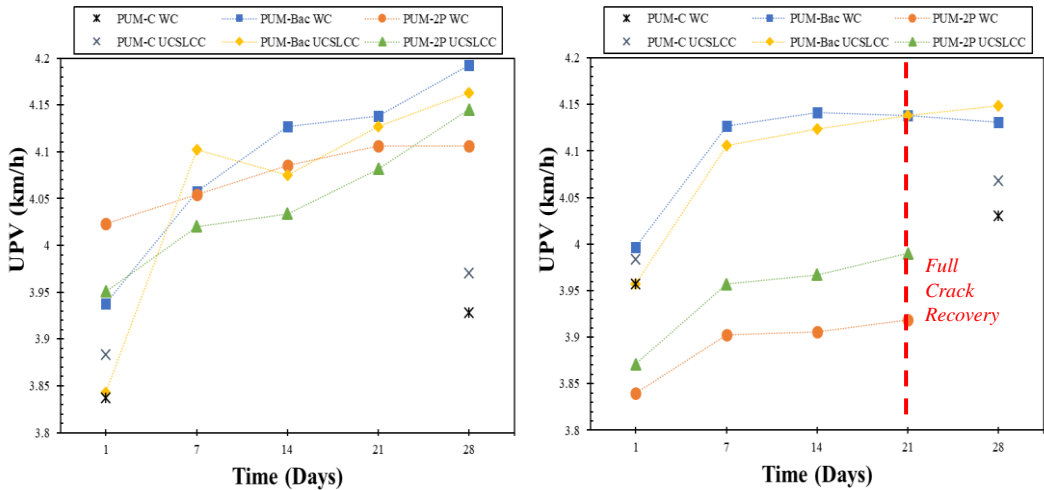 PUM-C WC PUM-Bac WC PUM-2P WC
PUM-C UCSLCC PUM-Bac UCSLCC PUM-2P UCSLCC
4.2
4.15
4.1
4.05
4
3.95
3.9
3.85
3.8
UPV (km/h)
1 7 14 21 28
Time (Days)
PUM-C WC PUM-Bac WC PUM-2P WC
PUM-C UCSLCC PUM-Bac UCSLCC PUM-2P UCSLCC
4.2
4.15
4.1
4.05
4
3.95
3.9
3.85
3.8
UPV (km/h)
Full
Crack
Recovery
1 7 14 21 28
Time (Days)